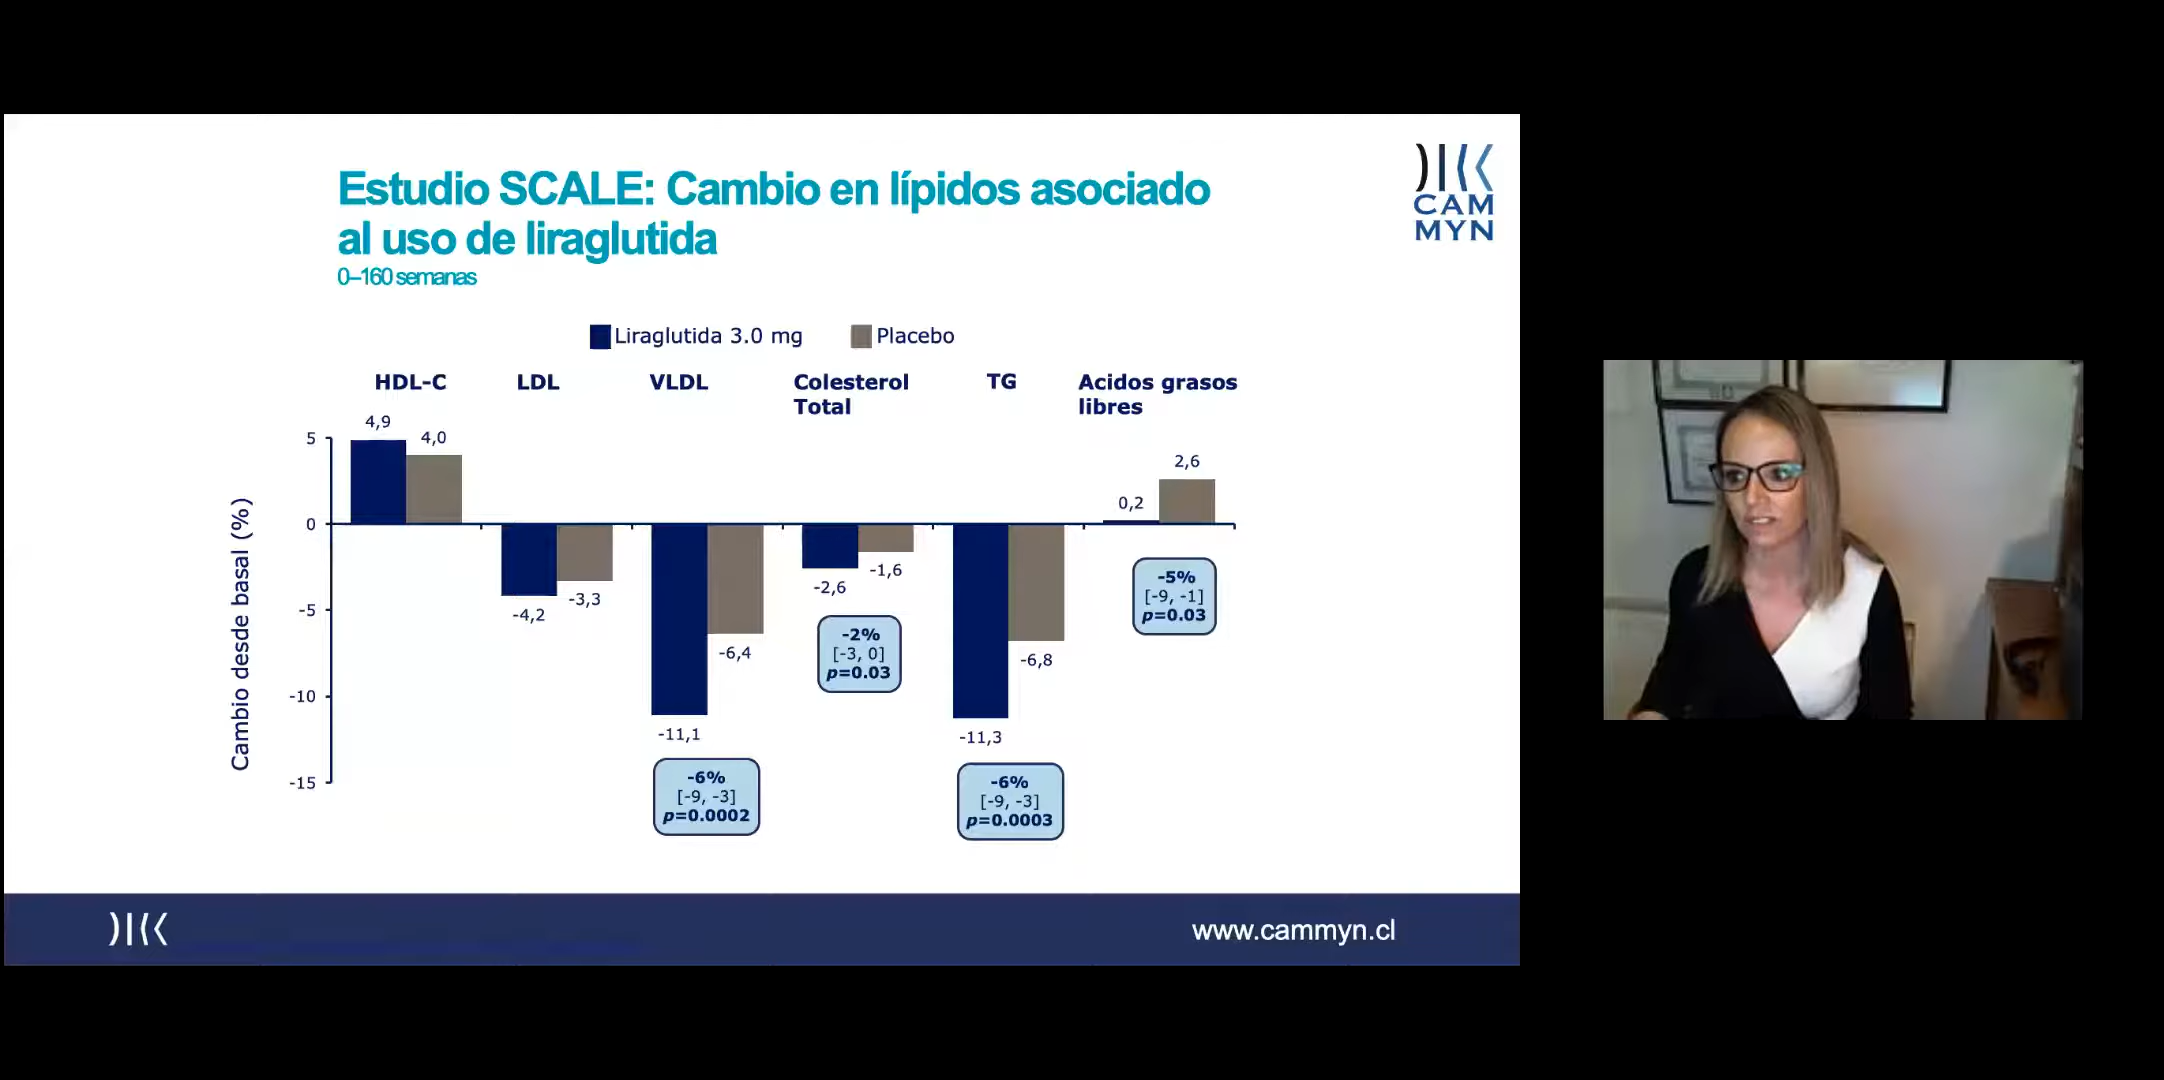 Estudio SCALE: Cambio en lípidos asociado
al uso de liraglutida
0–160 semanas
CAM
MYN
Liraglutida 3.0 mg
Placebo
HDL-C
LDL
VLDL
Colesterol
Total
TG
Acidos grasos
libres
Cambio desde basal (%)
5
0
-5
-10
-15
4,9
4,0
-4,2
-3,3
-11,1
-6,4
-2,6
-1,6
-11,3
-6,8
0,2
2,6
-6%
[-9, -3]
p=0.0002
-2%
[-3, 0]
p=0.03
-6%
[-9, -3]
p=0.0003
-5%
[-9, -1]
p=0.03
www.cammyn.cl